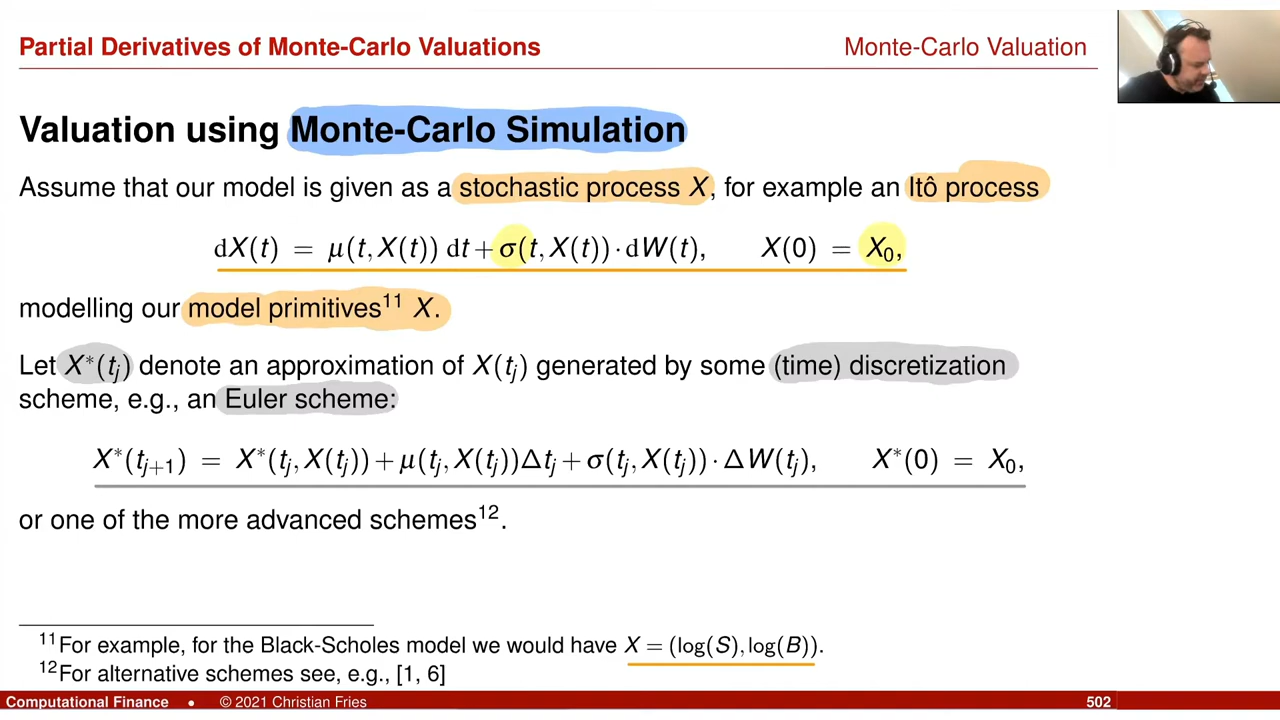 Partial Derivatives of Monte-Carlo Valuations
Monte-Carlo Valuation
Valuation using Monte-Carlo Simulation
Assume that our model is given as a stochastic process X, for example an Itô process
dX(t) = μ(t,X(t)) dt+σ(t,X(t))·dW(t), X(0) = X₀,
modelling our model primitives¹¹ X.
Let X*(tⱼ) denote an approximation of X(tⱼ) generated by some (time) discretization
scheme, e.g., an Euler scheme:
X*(tⱼ₊₁) = X*(tⱼ,X(tⱼ))+μ(tⱼ,X(tⱼ))Δtⱼ+σ(tⱼ,X(tⱼ))·ΔW(tⱼ), X*(0) = X₀,
or one of the more advanced schemes¹².
¹¹For example, for the Black-Scholes model we would have X = (log(S),log(B)).
¹²For alternative schemes see, e.g., [1, 6]
Computational Finance • © 2021 Christian Fries 502